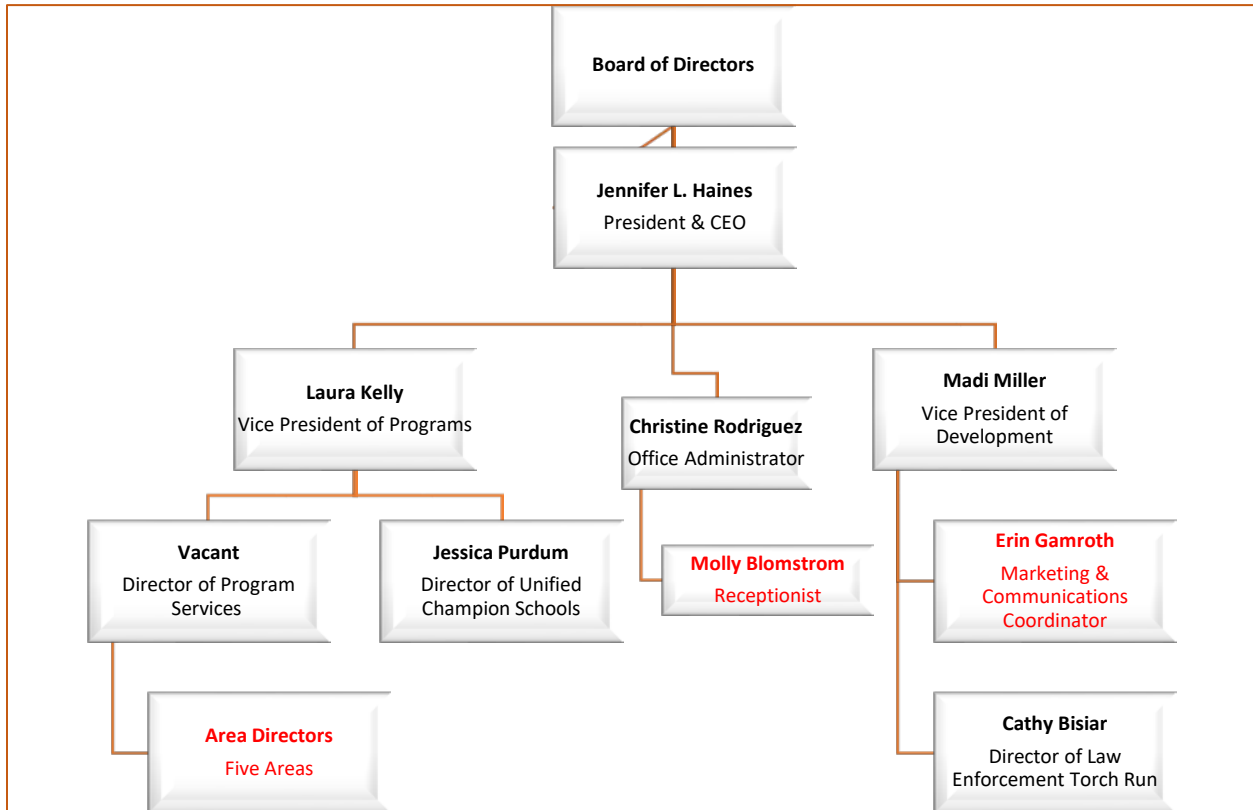 Board of Directors
Jennifer L. Haines
President & CEO
Laura Kelly
Vice President of Programs
Christine Rodriguez
Office Administrator
Madi Miller
Vice President of
Development
Vacant
Director of Program
Services
Jessica Purdum
Director of Unified
Champion Schools
Molly Blomstrom
Receptionist
Erin Gamroth
Marketing &
Communications
Coordinator
Area Directors
Five Areas
Cathy Bisiar
Director of Law
Enforcement Torch Run